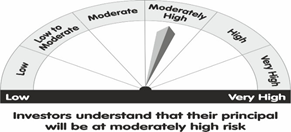 Low
Low to
Moderate
Moderate
Moderately
High
High
Very
High
Low
Very High
Investors understand that their principal
will be at moderately high risk